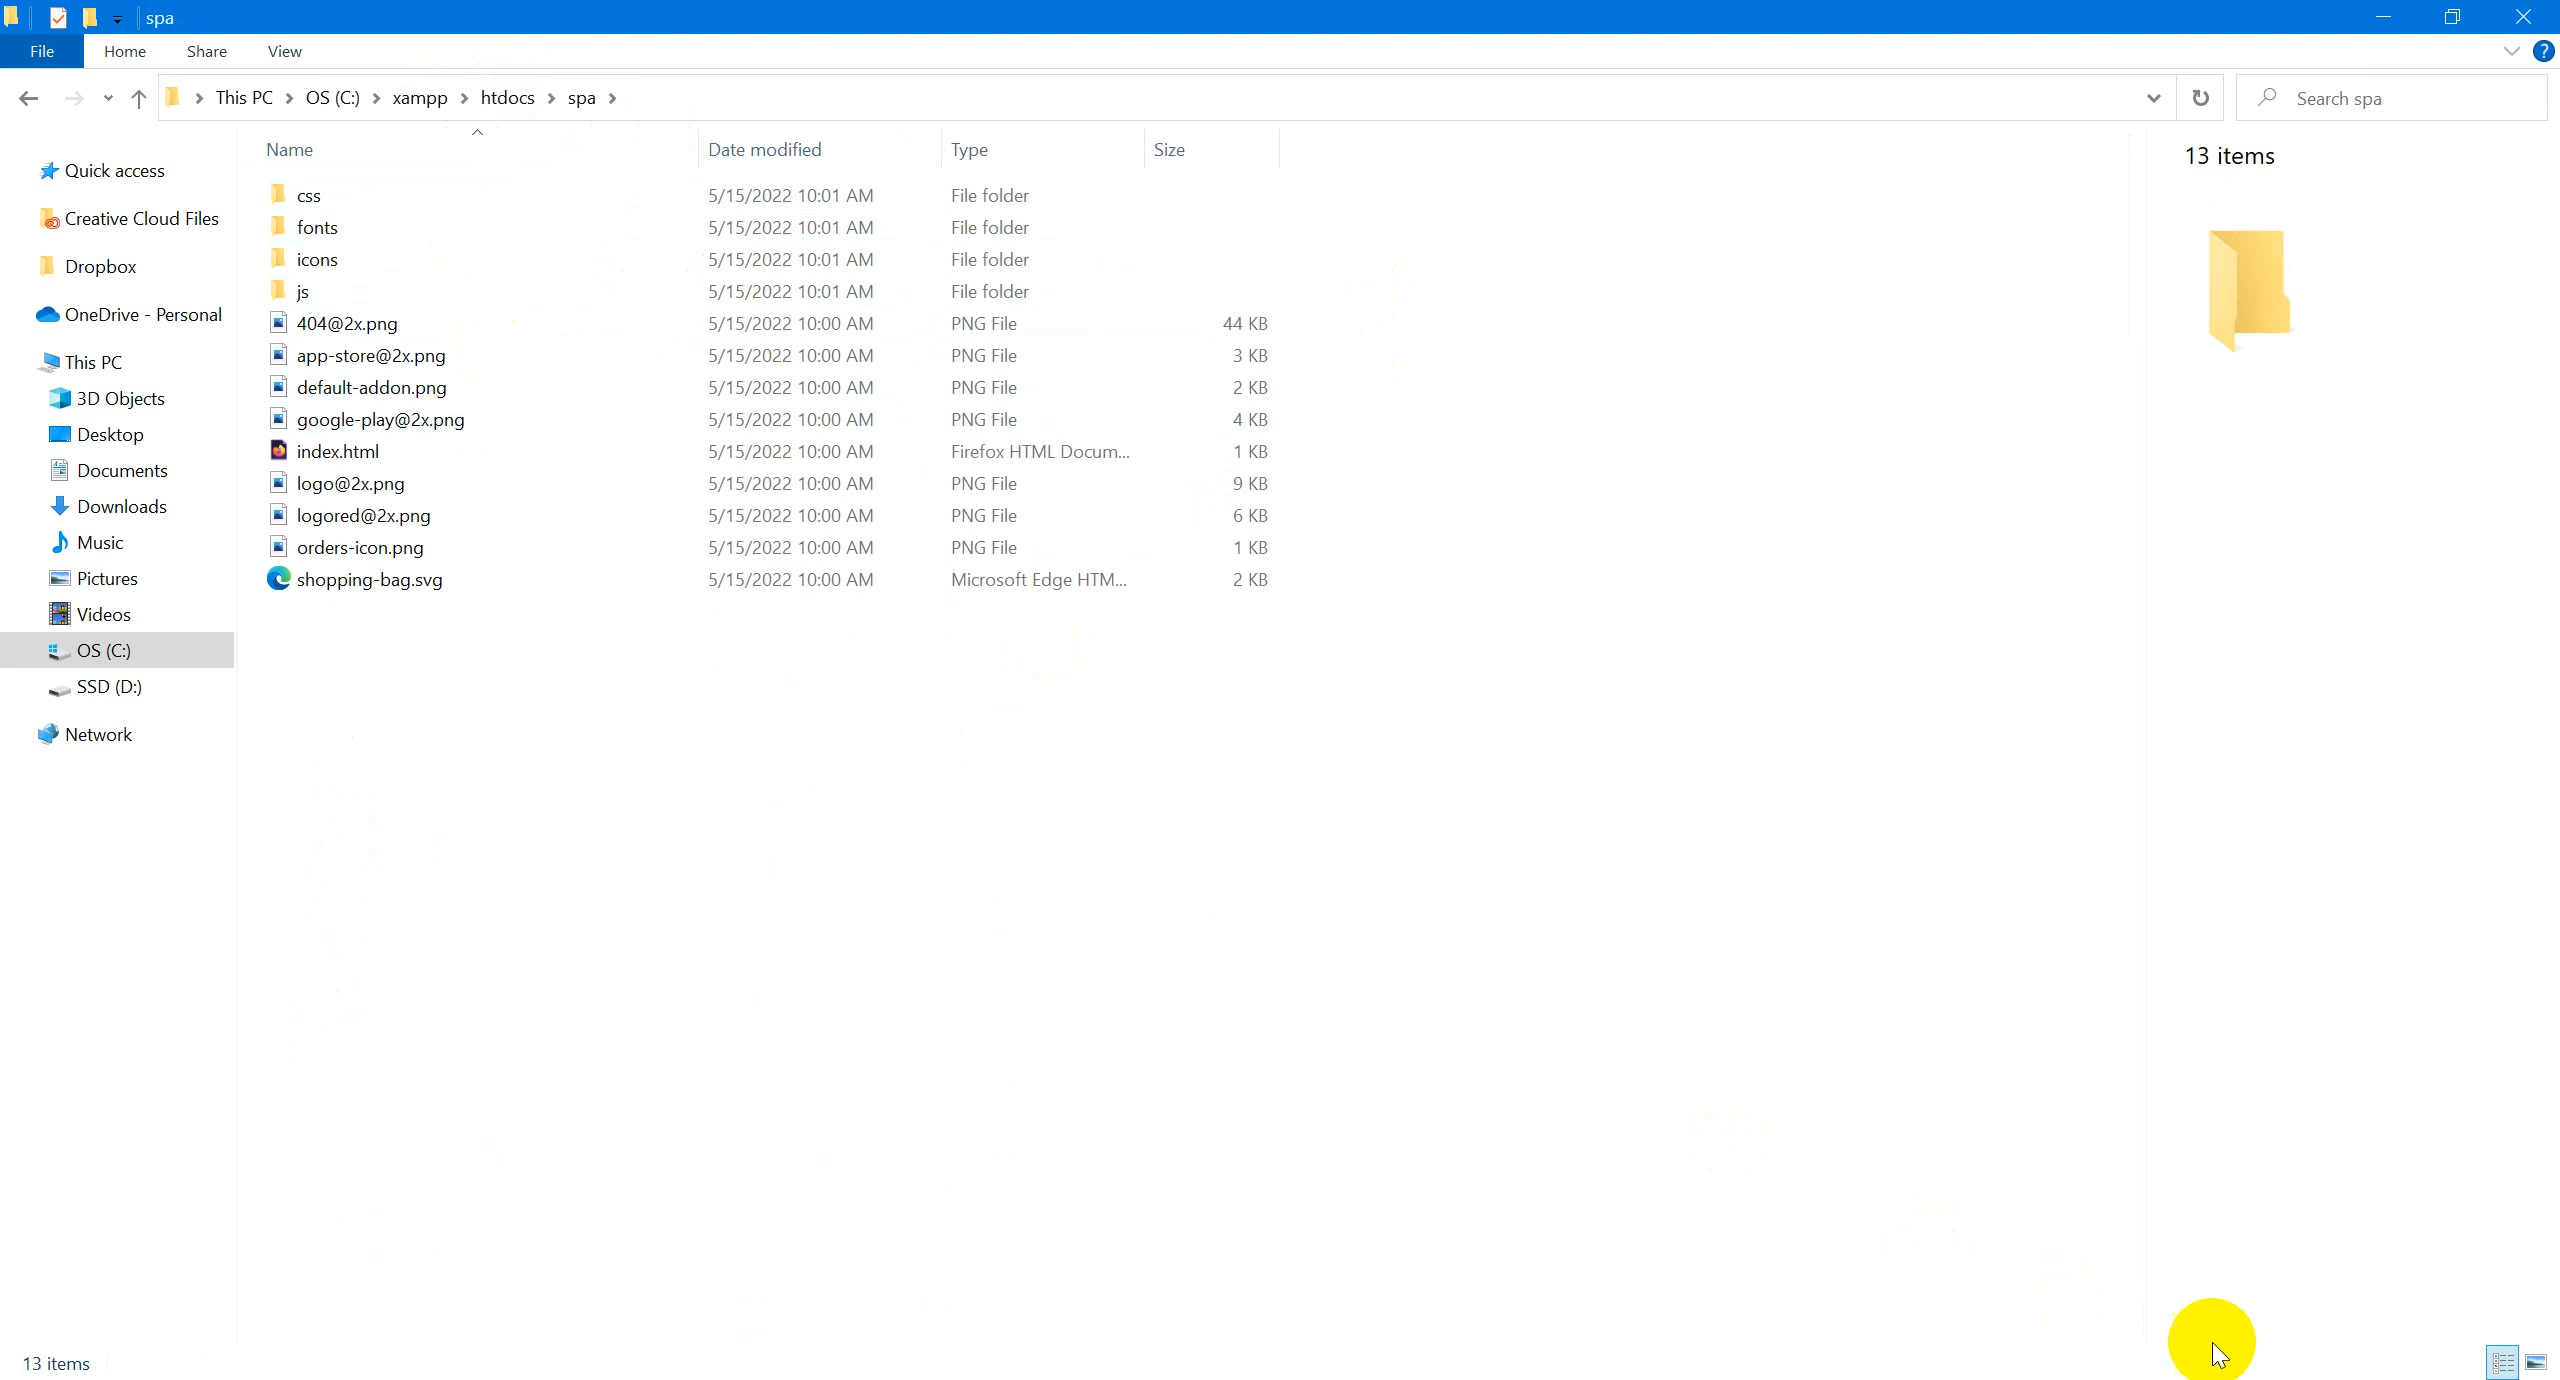 spa
File Home Share View
This PC OS (C:) xampp htdocs spa
Search spa
Name Date modified Type Size
css 5/15/2022 10:01 AM File folder
fonts 5/15/2022 10:01 AM File folder
icons 5/15/2022 10:01 AM File folder
js 5/15/2022 10:01 AM File folder
404@2x.png 5/15/2022 10:00 AM PNG File 44 KB
app-store@2x.png 5/15/2022 10:00 AM PNG File 3 KB
default-addon.png 5/15/2022 10:00 AM PNG File 2 KB
google-play@2x.png 5/15/2022 10:00 AM PNG File 4 KB
index.html 5/15/2022 10:00 AM Firefox HTML Docum... 1 KB
logo@2x.png 5/15/2022 10:00 AM PNG File 9 KB
logored@2x.png 5/15/2022 10:00 AM PNG File 6 KB
orders-icon.png 5/15/2022 10:00 AM PNG File 1 KB
shopping-bag.svg 5/15/2022 10:00 AM Microsoft Edge HTM... 2 KB
Quick access
Creative Cloud Files
Dropbox
OneDrive - Personal
This PC
3D Objects
Desktop
Documents
Downloads
Music
Pictures
Videos
OS (C:)
SSD (D:)
Network
13 items
13 items